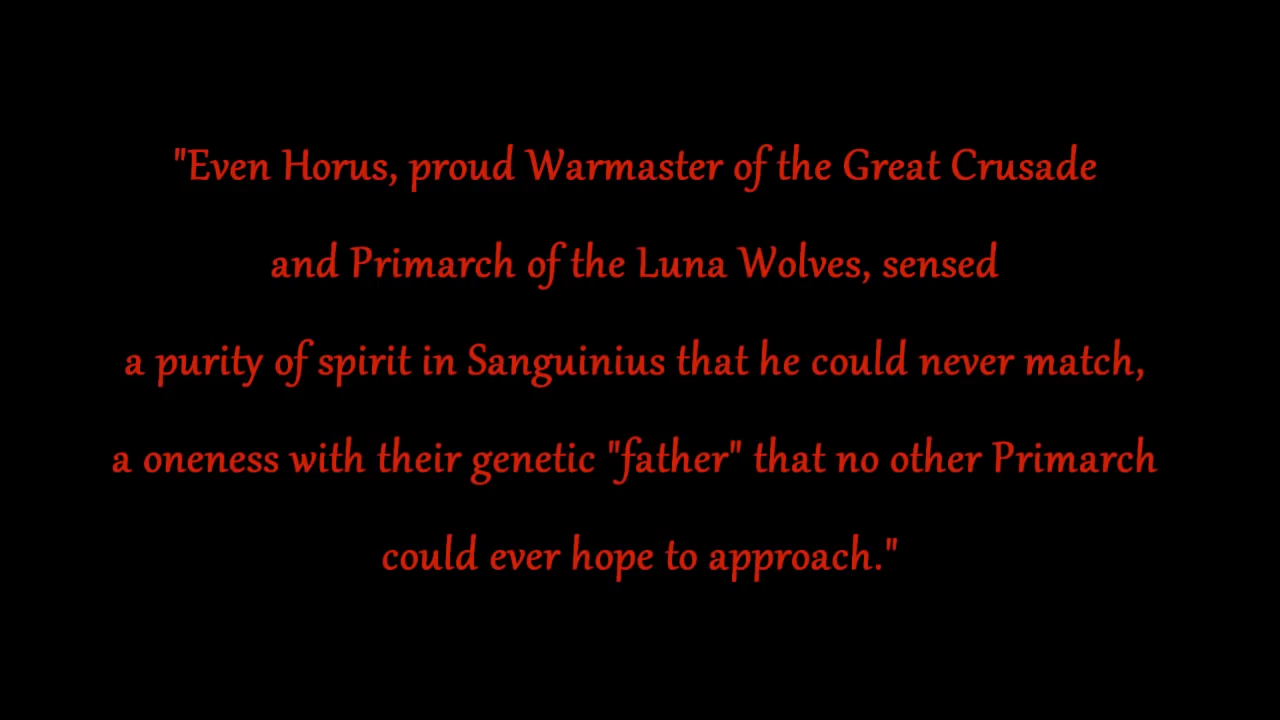 "Even Horus, proud Warmaster of the Great Crusade
and Primarch of the Luna Wolves, sensed
a purity of spirit in Sanguinius that he could never match,
a oneness with their genetic "father" that no other Primarch
could ever hope to approach."